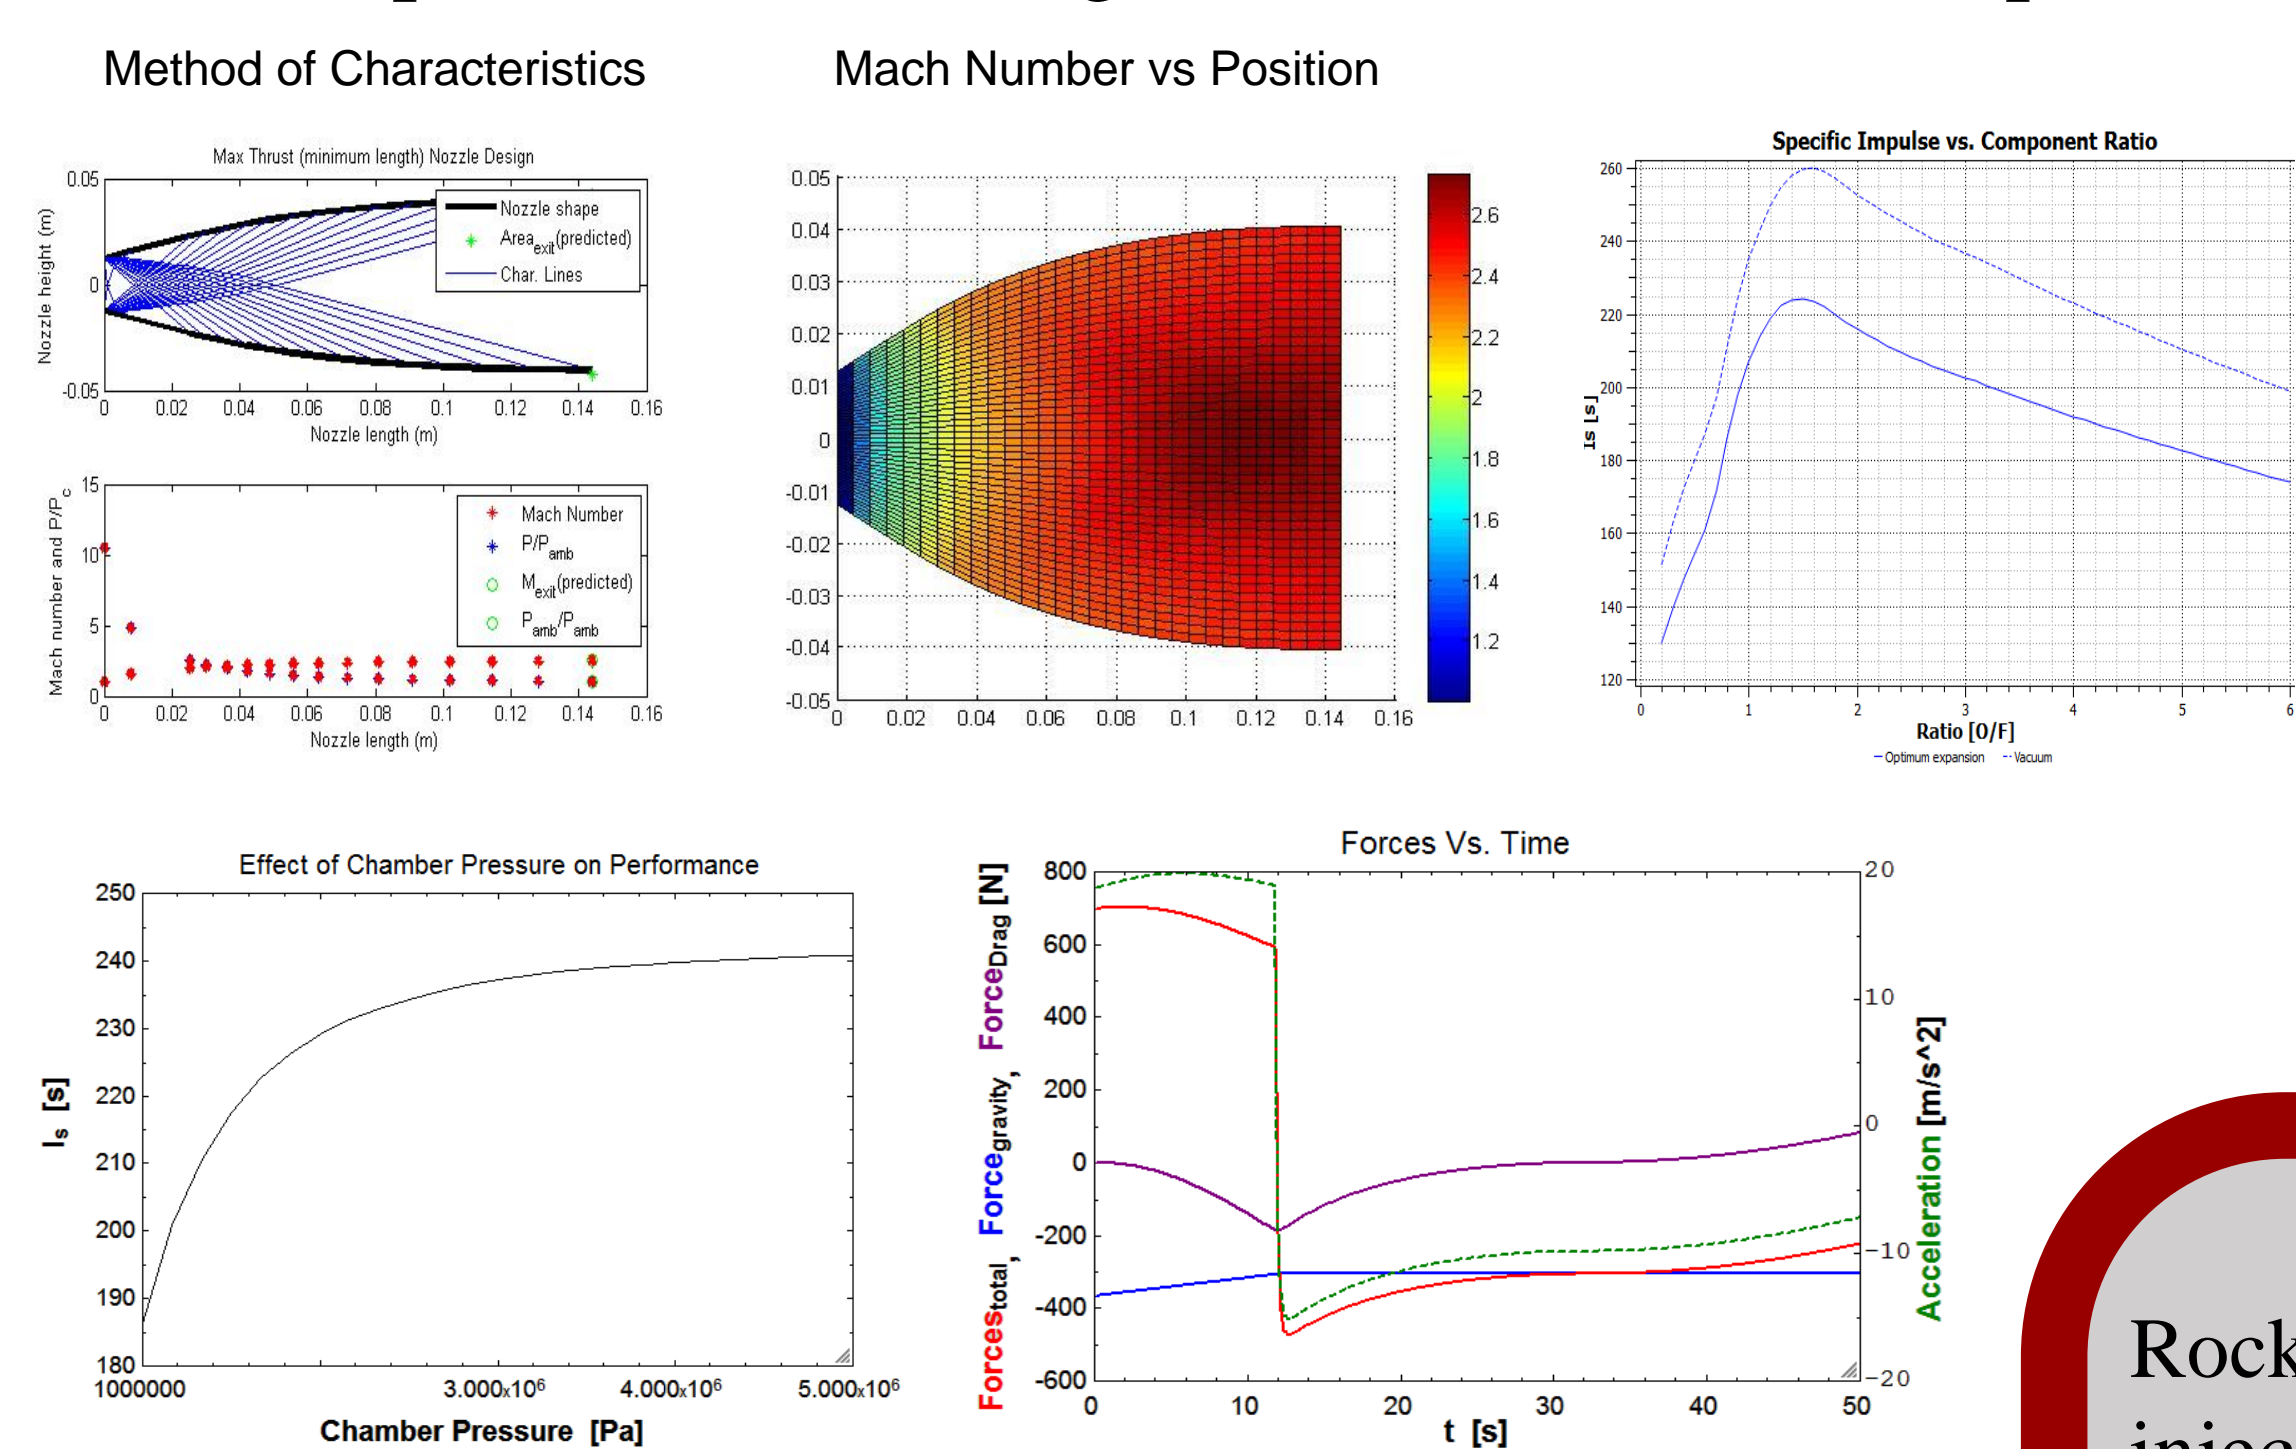 Method of Characteristics
Mach Number vs Position
Max Thrust (minimum length) Nozzle Design
0.05
0
-0.05
Nozzle height (m)
Nozzle shape
Area_exit(predicted)
Char. Lines
0 0.02 0.04 0.06 0.08 0.1 0.12 0.14 0.16
Nozzle length (m)
15
10
5
0
Mach number and P/P_c
Mach Number
P/P_amb
M_exit(predicted)
P_amb/P_amb
0 0.02 0.04 0.06 0.08 0.1 0.12 0.14 0.16
Nozzle length (m)
0.05
0.04
0.03
0.02
0.01
0
-0.01
-0.02
-0.03
-0.04
-0.05
0 0.02 0.04 0.06 0.08 0.1 0.12 0.14 0.16
2.6
2.4
2.2
2
1.8
1.6
1.4
1.2
Specific Impulse vs. Component Ratio
260
240
220
200
180
160
140
120
Is [s]
0 1 2 3 4 5 6
Ratio [O/F]
Optimum expansion Vacuum
Effect of Chamber Pressure on Performance
250
240
230
220
210
200
190
180
I_s [s]
1000000 3.000x10^6 4.000x10^6 5.000x10^6
Chamber Pressure [Pa]
Forces Vs. Time
800
600
400
200
0
-200
-400
-600
Forces_total, Force_gravity, Force_Drag [N]
20
10
0
-10
-20
Acceleration [m/s^2]
0 10 20 30 40 50
t [s]
Rock